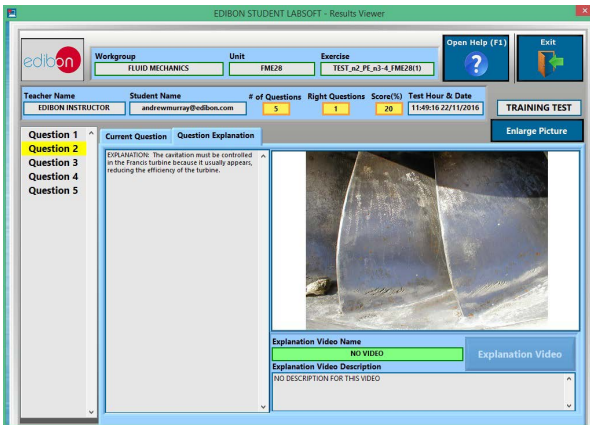 EDIBON STUDENT LABSOFT - Results Viewer
edibon
Workgroup Unit Exercise
FLUID MECHANICS FME28 TEST_n2_PE_n3-4_FME28(1)
Open Help (F1)
?
Exit
Teacher Name Student Name # of Questions Right Questions Score(%) Test Hour & Date
EDIBON INSTRUCTOR andrewmurray@edibon.com 5 1 20 11:49:16 22/11/2016 TRAINING TEST
Question 1
Question 2
Question 3
Question 4
Question 5
Current Question Question Explanation
Enlarge Picture
EXPLANATION: The cavitation must be controlled
in the Francis turbine because it usually appears,
reducing the efficiency of the turbine.
Explanation Video Name
NO VIDEO
Explanation Video
Explanation Video Description
NO DESCRIPTION FOR THIS VIDEO